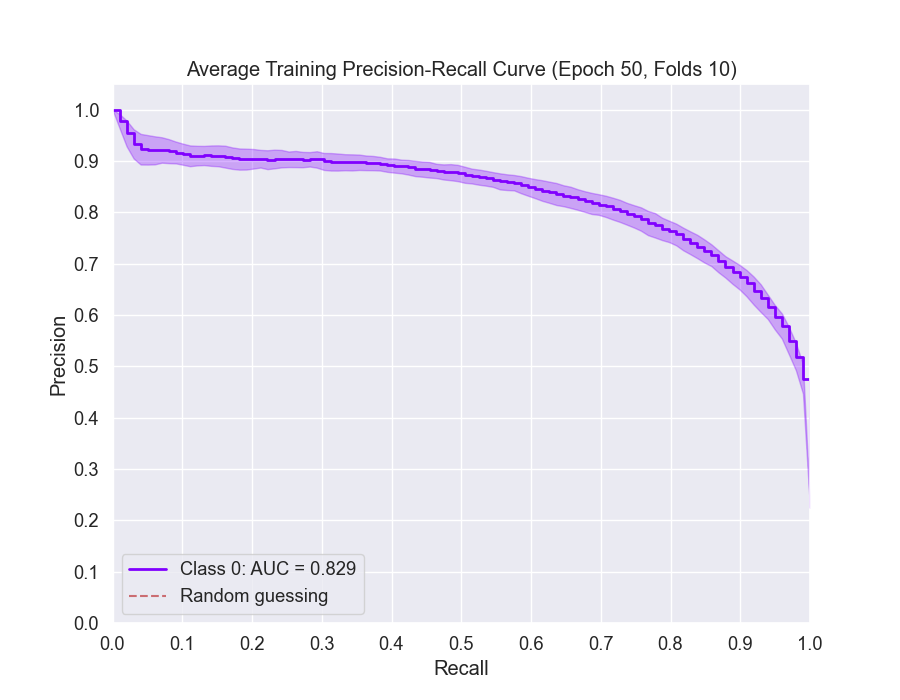 Average Training Precision-Recall Curve (Epoch 50, Folds 10)
1.0
0.9
0.8
0.7
0.6
0.5
0.4
0.3
0.2
0.1
0.0
Precision
Class 0: AUC = 0.829
Random guessing
0.0 0.1 0.2 0.3 0.4 0.5 0.6 0.7 0.8 0.9 1.0
Recall